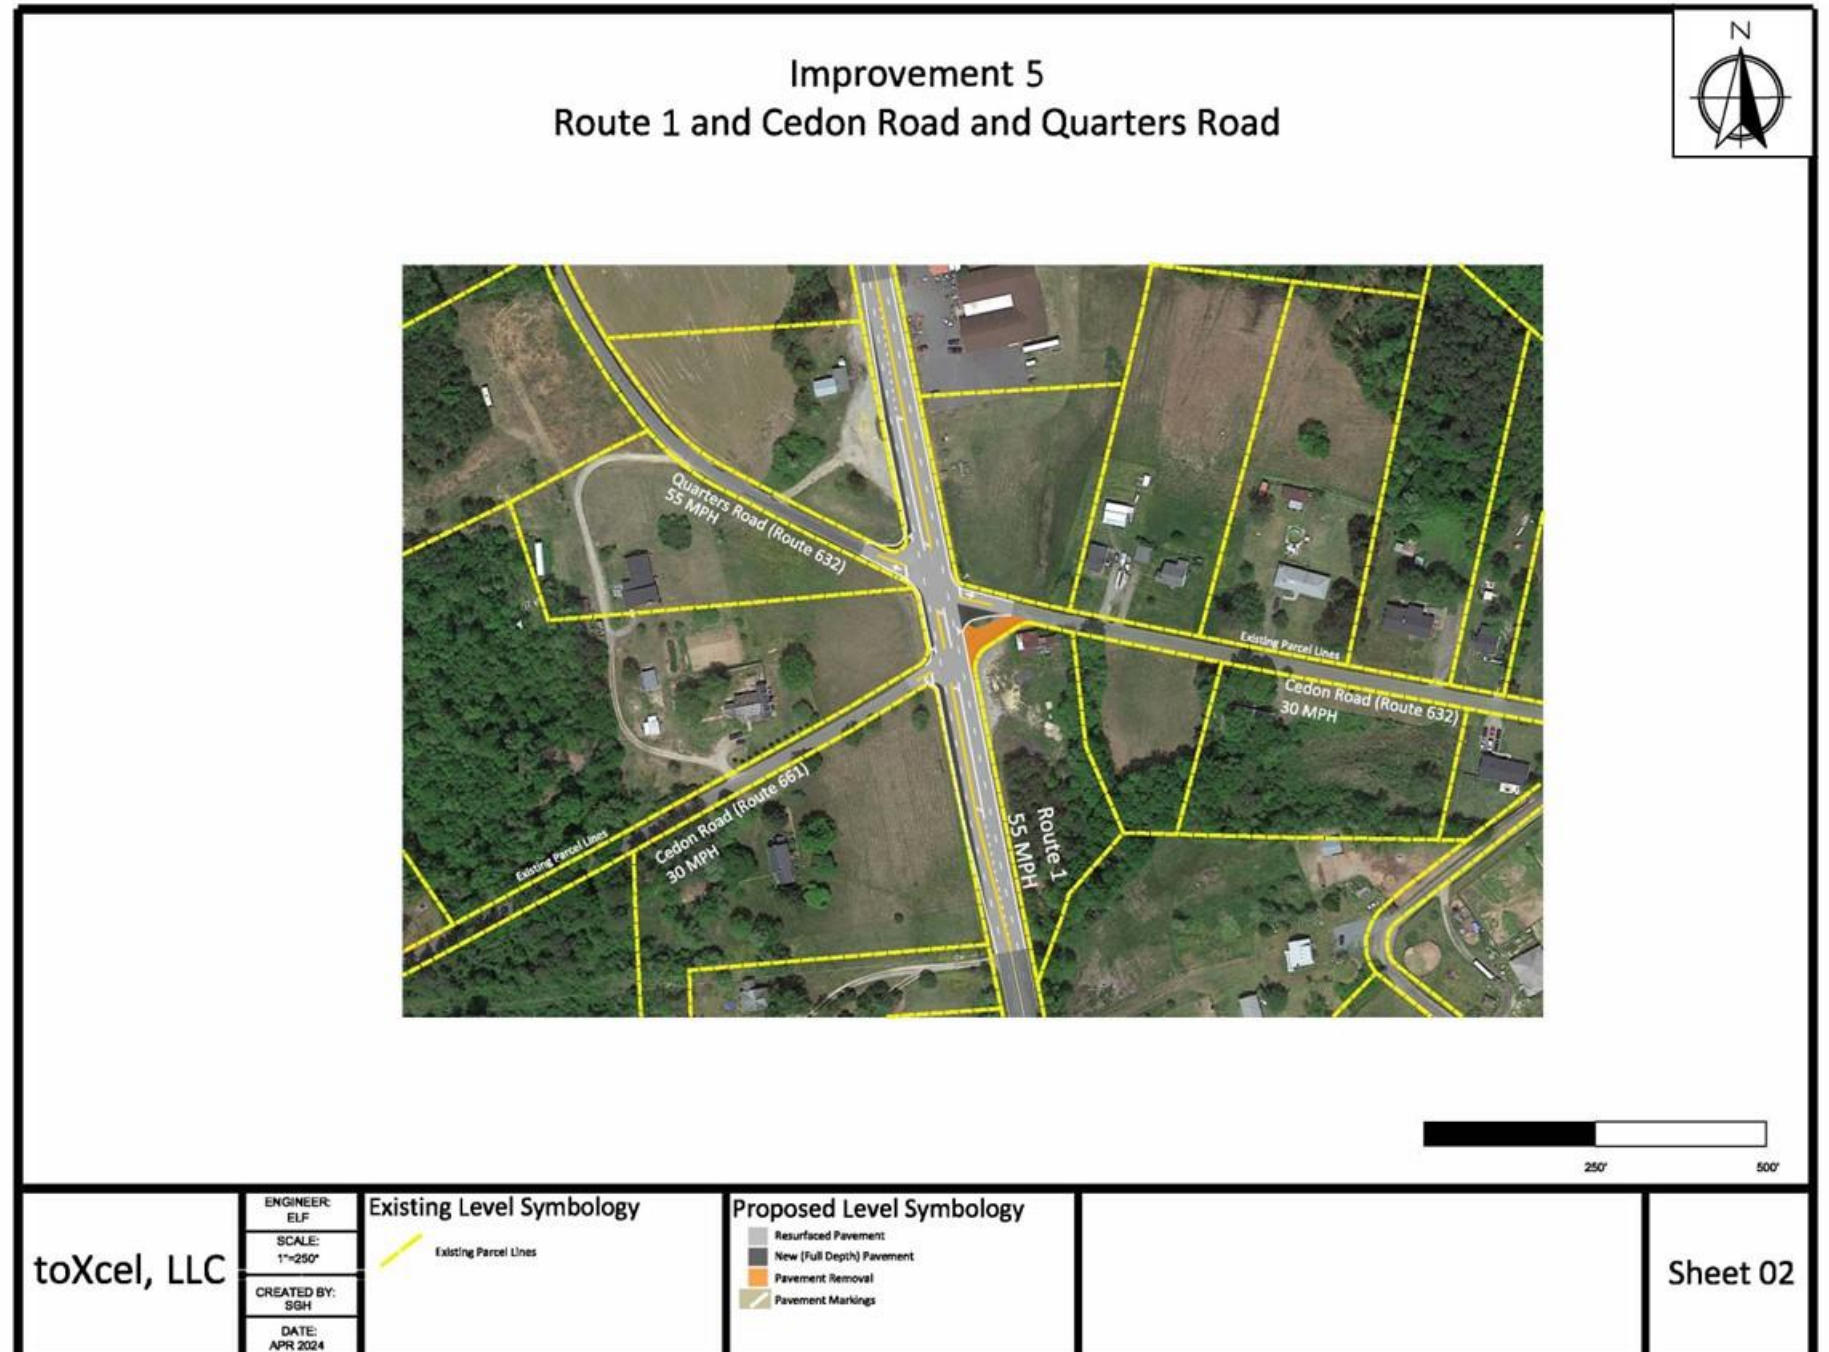 N
Improvement 5
Route 1 and Cedon Road and Quarters Road
Quarters Road (Route 632)
55 MPH
Existing Parcel Lines
Cedon Road (Route 632)
30 MPH
Cedon Road (Route 661)
30 MPH
Existing Parcel Lines
Route 1
55 MPH
250'
500'
toXcel, LLC
ENGINEER:
ELF
SCALE:
1"=250"
CREATED BY:
SGH
DATE:
APR 2024
Existing Level Symbology
Existing Parcel Lines
Proposed Level Symbology
Resurfaced Pavement
New (Full Depth) Pavement
Pavement Removal
Pavement Markings
Sheet 02